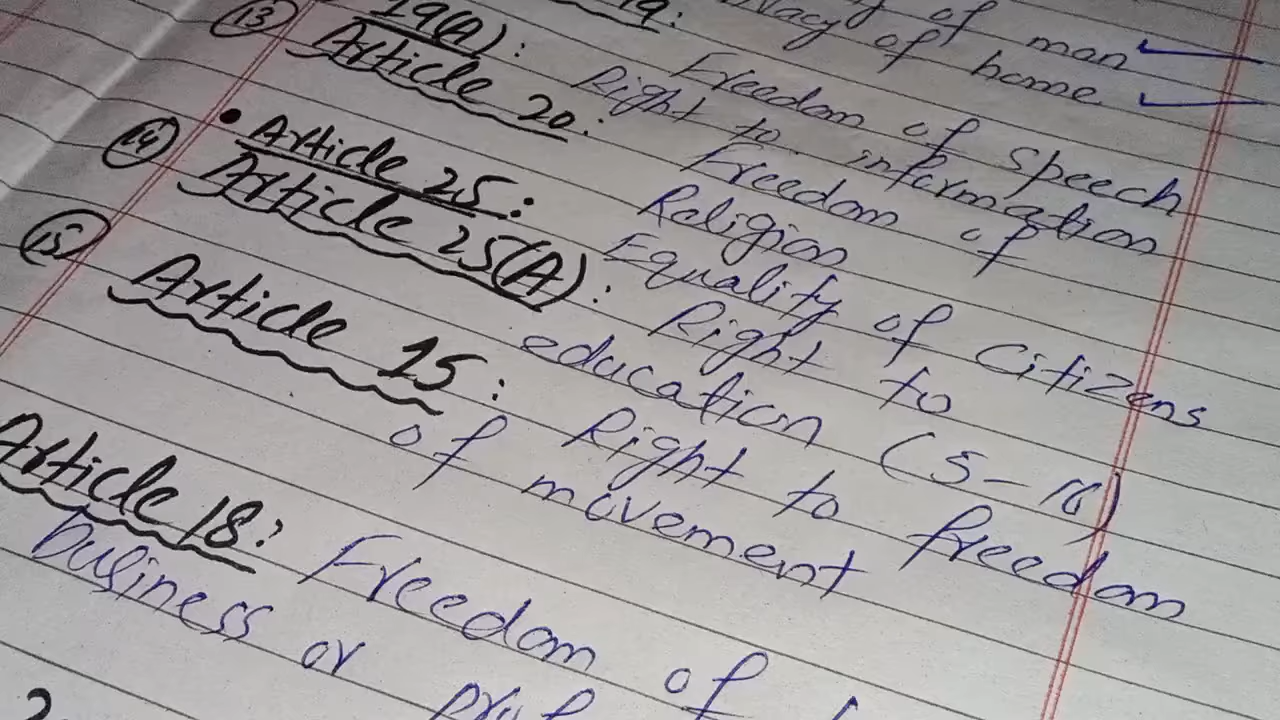 of man
of home
19: Freedom of speech
(13) 19(A): Right to information
Article 20: Freedom of
Religion
• Article 25: Equality of Citizens
(14) Article 25(A): Right to
education (5-16)
(15) Article 15: Right to freedom
of movement
Article 18: Freedom of
business or